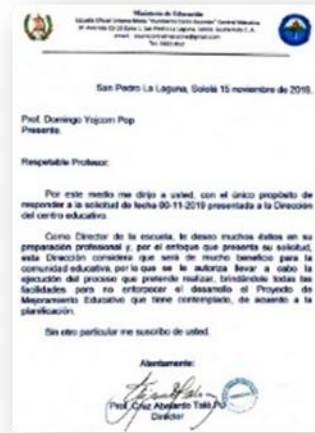 Ministerio de Educación
San Pedro La Laguna, Sololá 15 noviembre de 2019.
Prof. Domingo Yojcom Pop
Presente.
Respetable Profesor:
Por este medio me dirijo a usted, con el único propósito de
responder a la solicitud de fecha 00-11-2019 presentada a la Dirección
del centro educativo.
Como Director de la escuela, le deseo muchos éxitos en su
preparación profesional y, por el enfoque que presenta su solicitud,
esta Dirección considera que será de mucho beneficio para la
comunidad educativa, por lo que se le autoriza llevar a cabo la
ejecución del proceso que pretende realizar, brindándole todas las
facilidades para no entorpecer el desarrollo el Proyecto de
Mejoramiento Educativo que tiene contemplado, de acuerdo a la
planificación.
Sin otro particular me suscribo de usted.
Atentamente:
Prof. Cruz Abelardo
Director